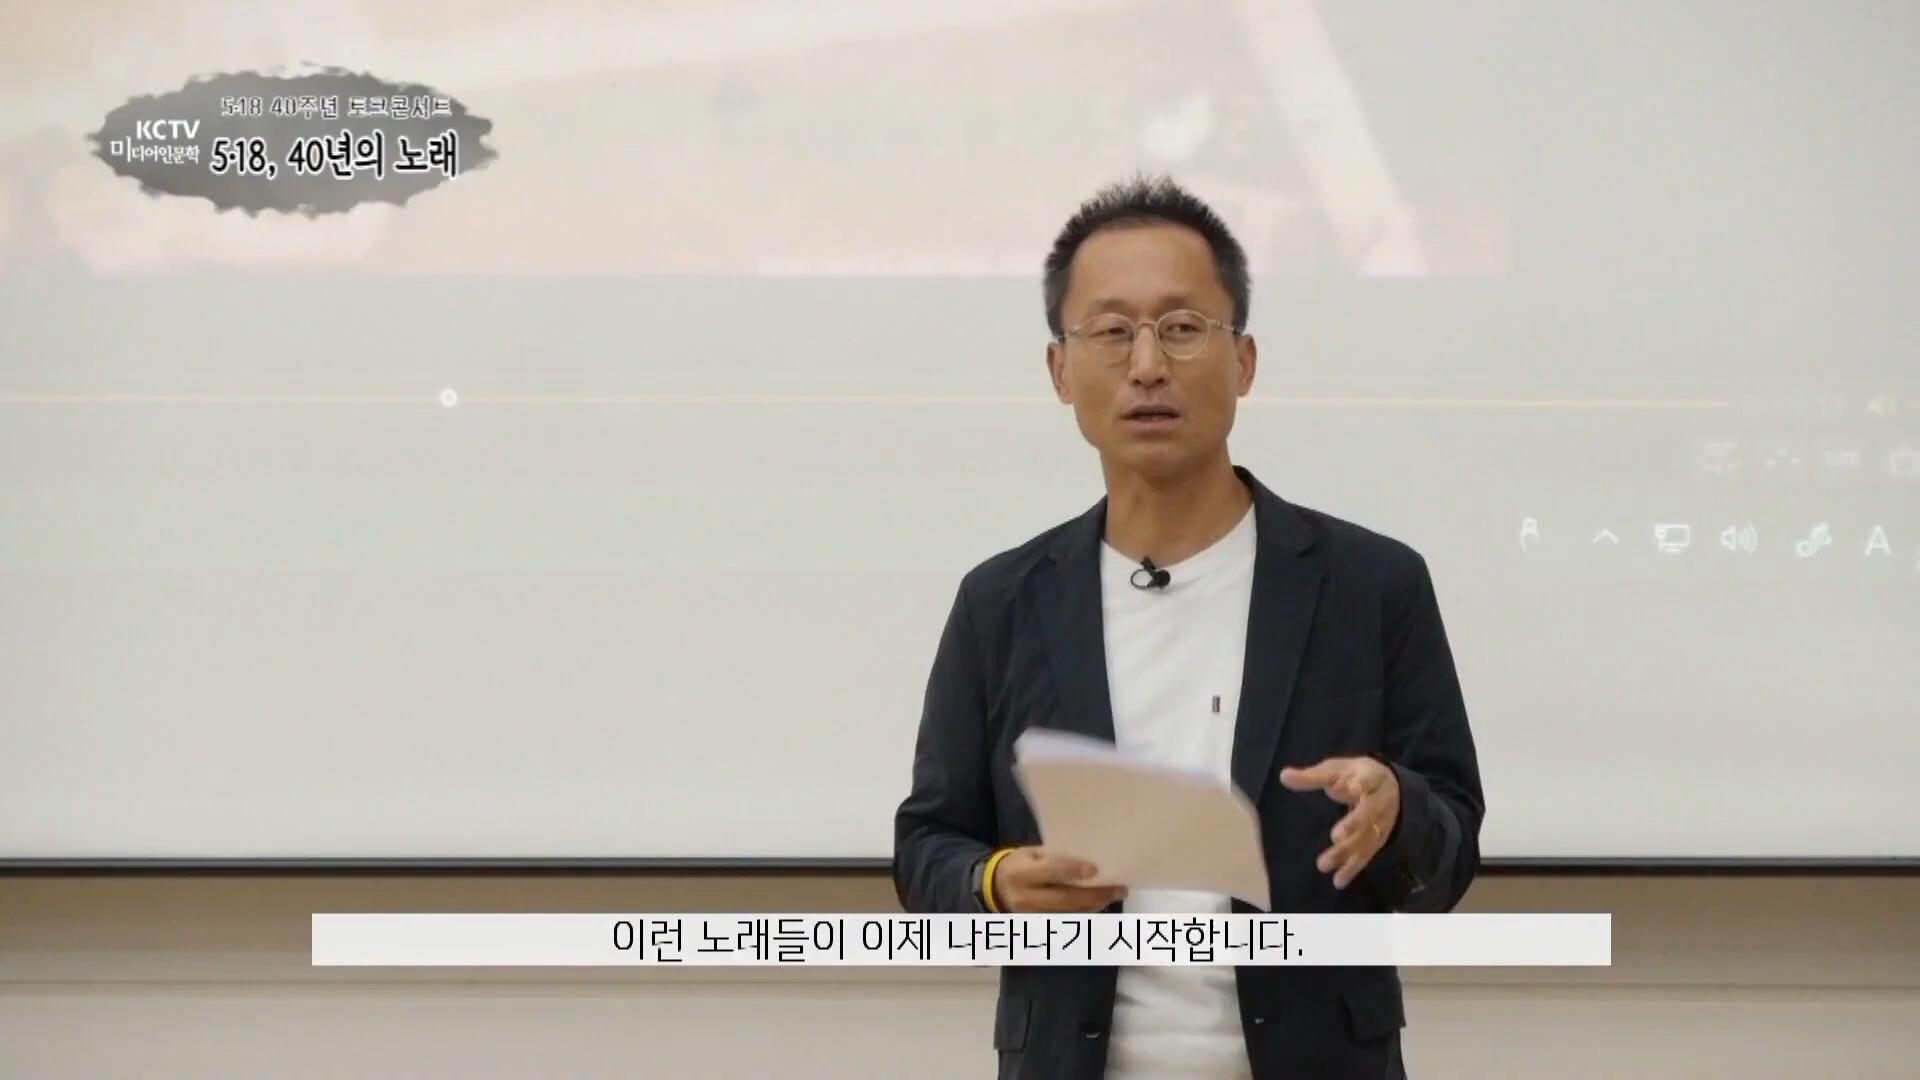 5·18 40주년 토크콘서트
KCTV
미디어인문학
5·18, 40년의 노래
A
이런 노래들이 이제 나타나기 시작합니다.